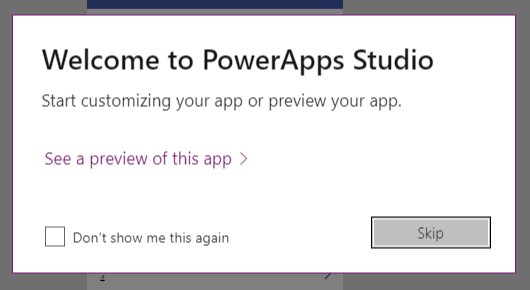 Welcome to PowerApps Studio
Start customizing your app or preview your app.
See a preview of this app >
Don't show me this again
Skip
4